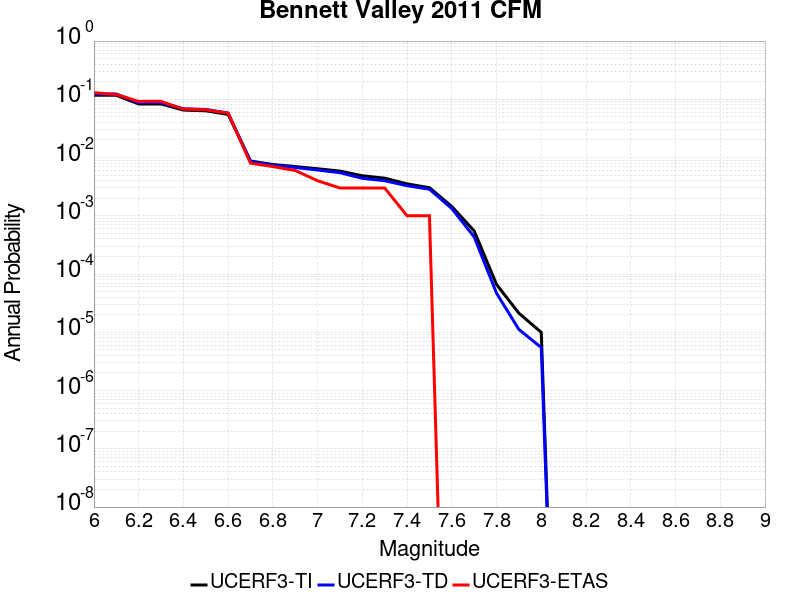 Bennett Valley 2011 CFM
10^0
10^-1
10^-2
10^-3
10^-4
10^-5
10^-6
10^-7
10^-8
Annual Probability
6 6.2 6.4 6.6 6.8 7 7.2 7.4 7.6 7.8 8 8.2 8.4 8.6 8.8 9
Magnitude
UCERF3-TI UCERF3-TD UCERF3-ETAS